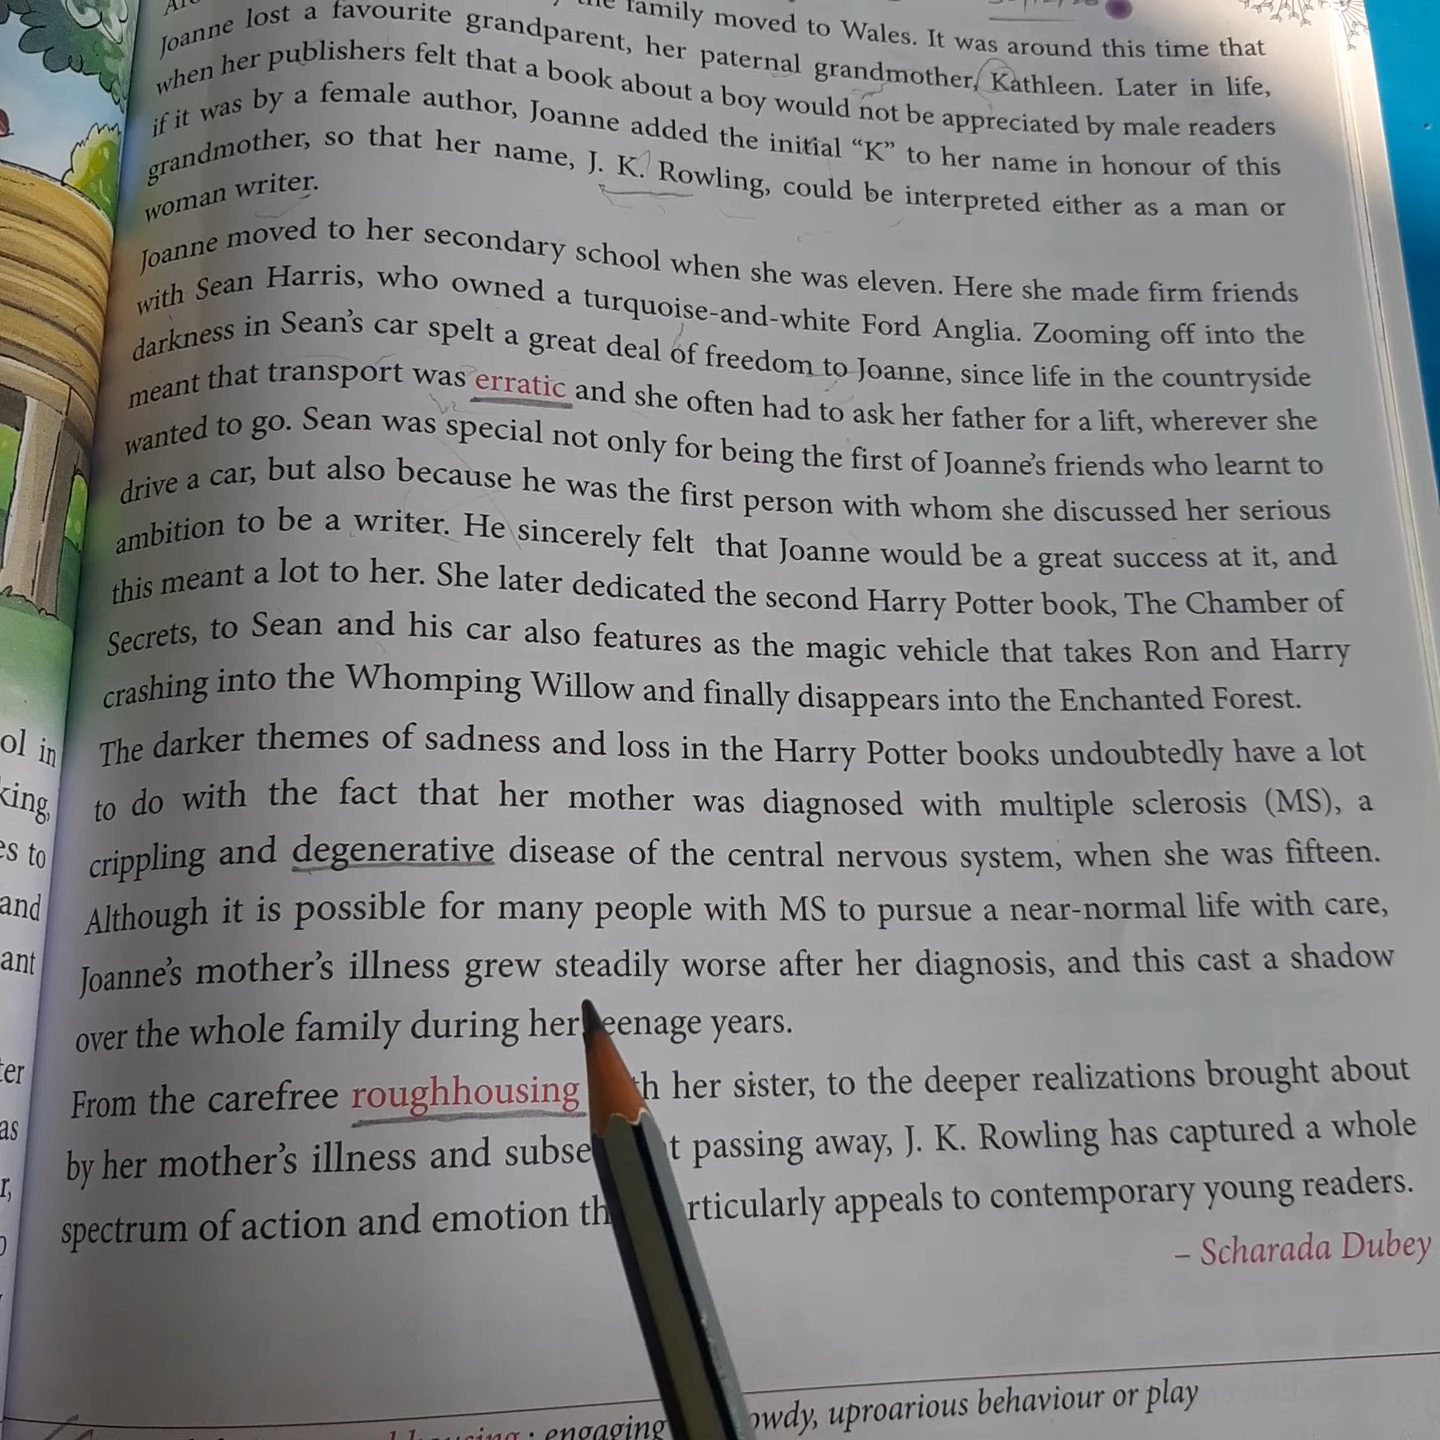 family moved to Wales. It was around this time that
Joanne lost a favourite grandparent, her paternal grandmother, Kathleen. Later in life,
when her publishers felt that a book about a boy would not be appreciated by male readers
if it was by a female author, Joanne added the initial “K” to her name in honour of this
grandmother, so that her name, J. K. Rowling, could be interpreted either as a man or
woman writer.
Joanne moved to her secondary school when she was eleven. Here she made firm friends
with Sean Harris, who owned a turquoise-and-white Ford Anglia. Zooming off into the
darkness in Sean’s car spelt a great deal of freedom to Joanne, since life in the countryside
meant that transport was erratic and she often had to ask her father for a lift, wherever she
wanted to go. Sean was special not only for being the first of Joanne’s friends who learnt to
drive a car, but also because he was the first person with whom she discussed her serious
ambition to be a writer. He sincerely felt that Joanne would be a great success at it, and
this meant a lot to her. She later dedicated the second Harry Potter book, The Chamber of
Secrets, to Sean and his car also features as the magic vehicle that takes Ron and Harry
crashing into the Whomping Willow and finally disappears into the Enchanted Forest.
The darker themes of sadness and loss in the Harry Potter books undoubtedly have a lot
to do with the fact that her mother was diagnosed with multiple sclerosis (MS), a
crippling and degenerative disease of the central nervous system, when she was fifteen.
Although it is possible for many people with MS to pursue a near-normal life with care,
Joanne’s mother’s illness grew steadily worse after her diagnosis, and this cast a shadow
over the whole family during her eenage years.
From the carefree roughhousing h her sister, to the deeper realizations brought about
by her mother’s illness and subse t passing away, J. K. Rowling has captured a whole
spectrum of action and emotion th rticularly appeals to contemporary young readers.
– Scharada Dubey
: engaging owdy, uproarious behaviour or play
ol in
king,
es to
and
ant
ter
as
r,